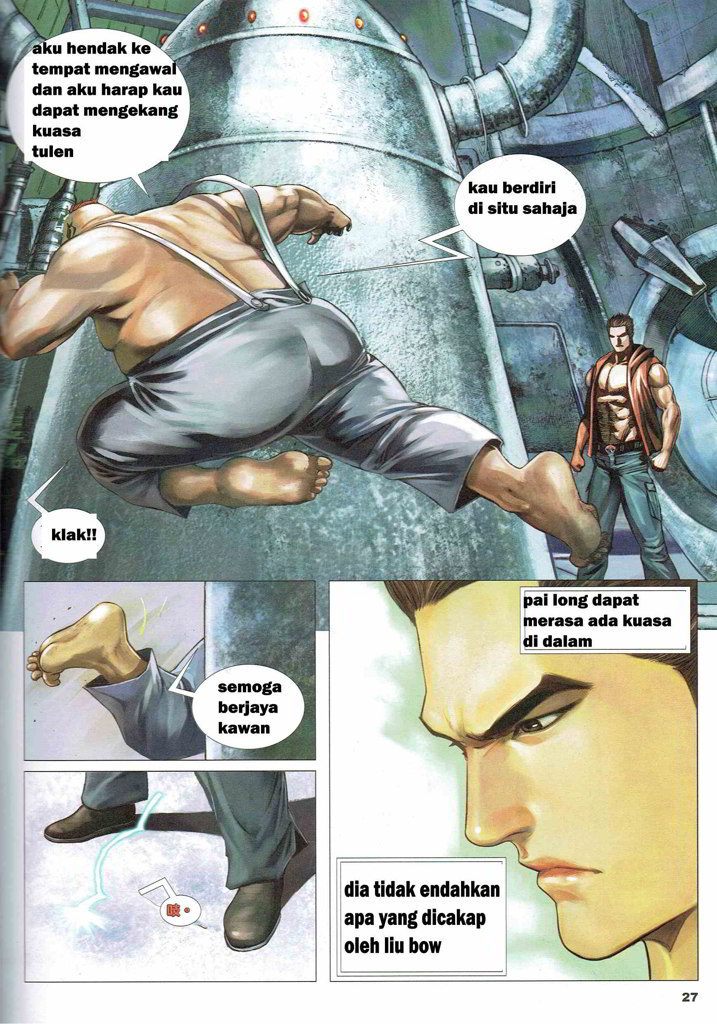 aku hendak ke
tempat mengawal
dan aku harap kau
dapat mengekang
kuasa
tulen
kau berdiri
di situ sahaja
klak!!
semoga
berjaya
kawan
pai long dapat
merasa ada kuasa
di dalam
dia tidak endahkan
apa yang dicakap
oleh liu bow
27